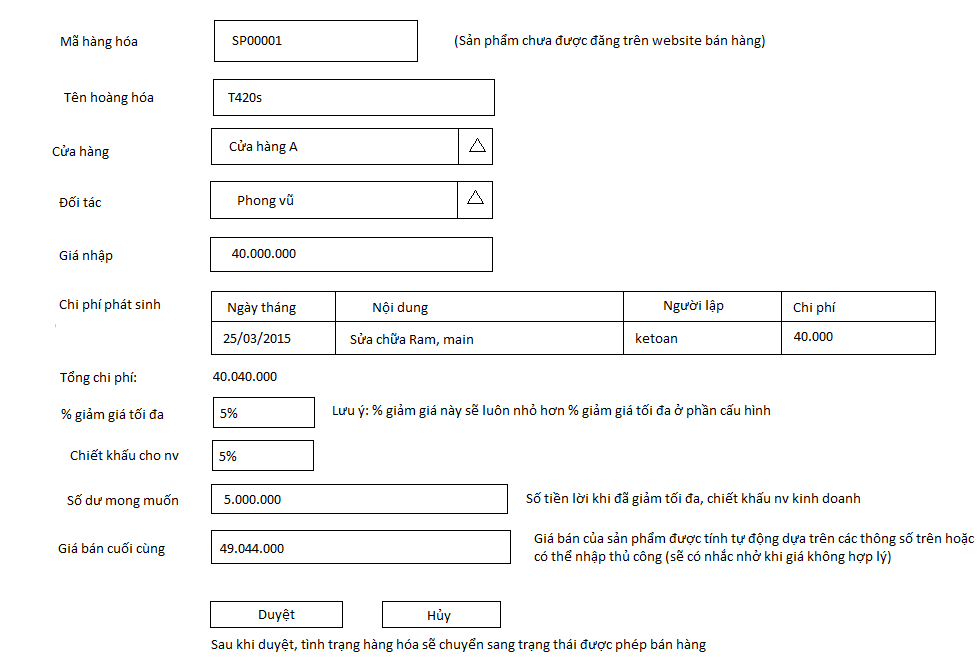 Mã hàng hóa SP00001 (Sản phẩm chưa được đăng trên website bán hàng)
Tên hoàng hóa T420s
Cửa hàng Cửa hàng A
Đối tác Phong vũ
Giá nhập 40.000.000
Chi phí phát sinh Ngày tháng Nội dung Người lập Chi phí
25/03/2015 Sửa chữa Ram, main ketoan 40.000
Tổng chi phí: 40.040.000
% giảm giá tối đa 5% Lưu ý: % giảm giá này sẽ luôn nhỏ hơn % giảm giá tối đa ở phần cấu hình
Chiết khấu cho nv 5%
Số dư mong muốn 5.000.000 Số tiền lời khi đã giảm tối đa, chiết khấu nv kinh doanh
Giá bán cuối cùng 49.044.000 Giá bán của sản phẩm được tính tự động dựa trên các thông số trên hoặc
có thể nhập thủ công (sẽ có nhắc nhở khi giá không hợp lý)
Duyệt Hủy
Sau khi duyệt, tình trạng hàng hóa sẽ chuyển sang trạng thái được phép bán hàng